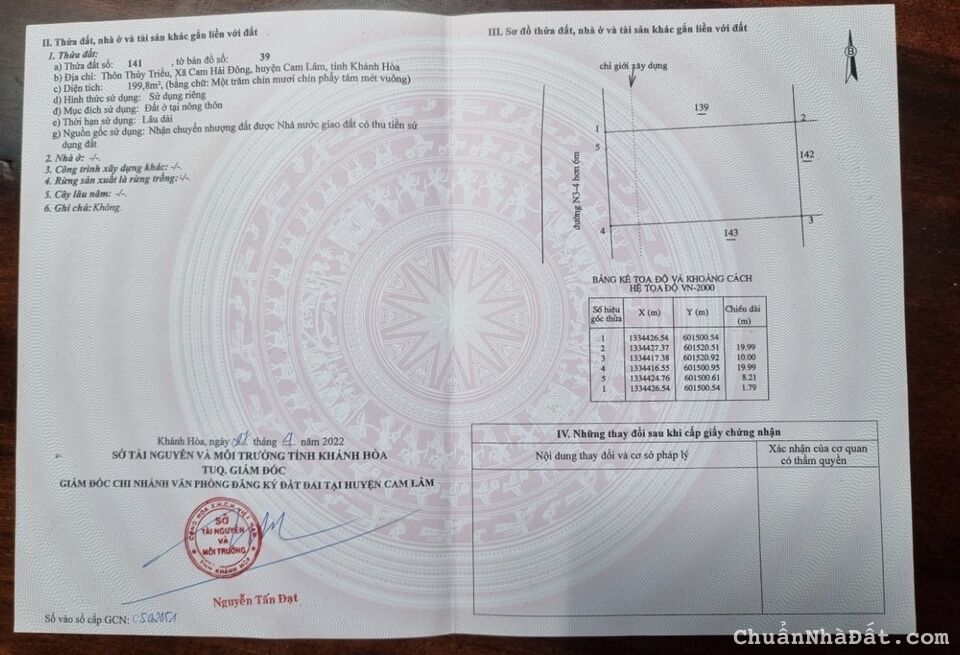 II. Thửa đất, nhà ở và tài sản khác gắn liền với đất
1. Thửa đất:
a) Thửa đất số: 141 , tờ bản đồ số: 39
b) Địa chỉ: Thôn Thủy Triều, Xã Cam Hải Đông, huyện Cam Lâm, tỉnh Khánh Hòa
c) Diện tích: 199,8m², (bằng chữ: Một trăm chín mươi chín phẩy tám mét vuông)
d) Hình thức sử dụng: Sử dụng riêng
đ) Mục đích sử dụng: Đất ở tại nông thôn
e) Thời hạn sử dụng: Lâu dài
g) Nguồn gốc sử dụng: Nhận chuyển nhượng đất được Nhà nước giao đất có thu tiền sử
dụng đất
2. Nhà ở: -/-
3. Công trình xây dựng khác: -/-
4. Rừng sản xuất là rừng trồng: -/-
5. Cây lâu năm: -/-
6. Ghi chú: Không.
Khánh Hòa, ngày tháng năm 2022
SỞ TÀI NGUYÊN VÀ MÔI TRƯỜNG TỈNH KHÁNH HÒA
TUQ. GIÁM ĐỐC
GIÁM ĐỐC CHI NHÁNH VĂN PHÒNG ĐĂNG KÝ ĐẤT ĐAI TẠI HUYỆN CAM LÂM
CỘNG HÒA X.H.C.N VIỆT NAM
SỞ
TÀI NGUYÊN
VÀ
MÔI TRƯỜNG
TỈNH KHÁNH HÒA
Nguyễn Tấn Đạt
Số vào sổ cấp GCN:
III. Sơ đồ thửa đất, nhà ở và tài sản khác gắn liền với đất
B
chỉ giới xây dựng
139
1
2
5
142
đường N3-4 hơn 6m
4
143
3
BẢNG KÊ TOẠ ĐỘ VÀ KHOẢNG CÁCH
HỆ TỌA ĐỘ VN-2000
Số hiệu góc thửa X (m) Y (m) Chiều dài (m)
1 1334426.54 601500.54
2 1334427.37 601520.51 19.99
3 1334417.38 601520.92 10.00
4 1334416.55 601500.95 19.99
5 1334424.76 601500.61 8.21
1 1334426.54 601500.54 1.79
IV. Những thay đổi sau khi cấp giấy chứng nhận
Nội dung thay đổi và cơ sở pháp lý
Xác nhận của cơ quan
có thẩm quyền
ChuẩnNhàĐất.com